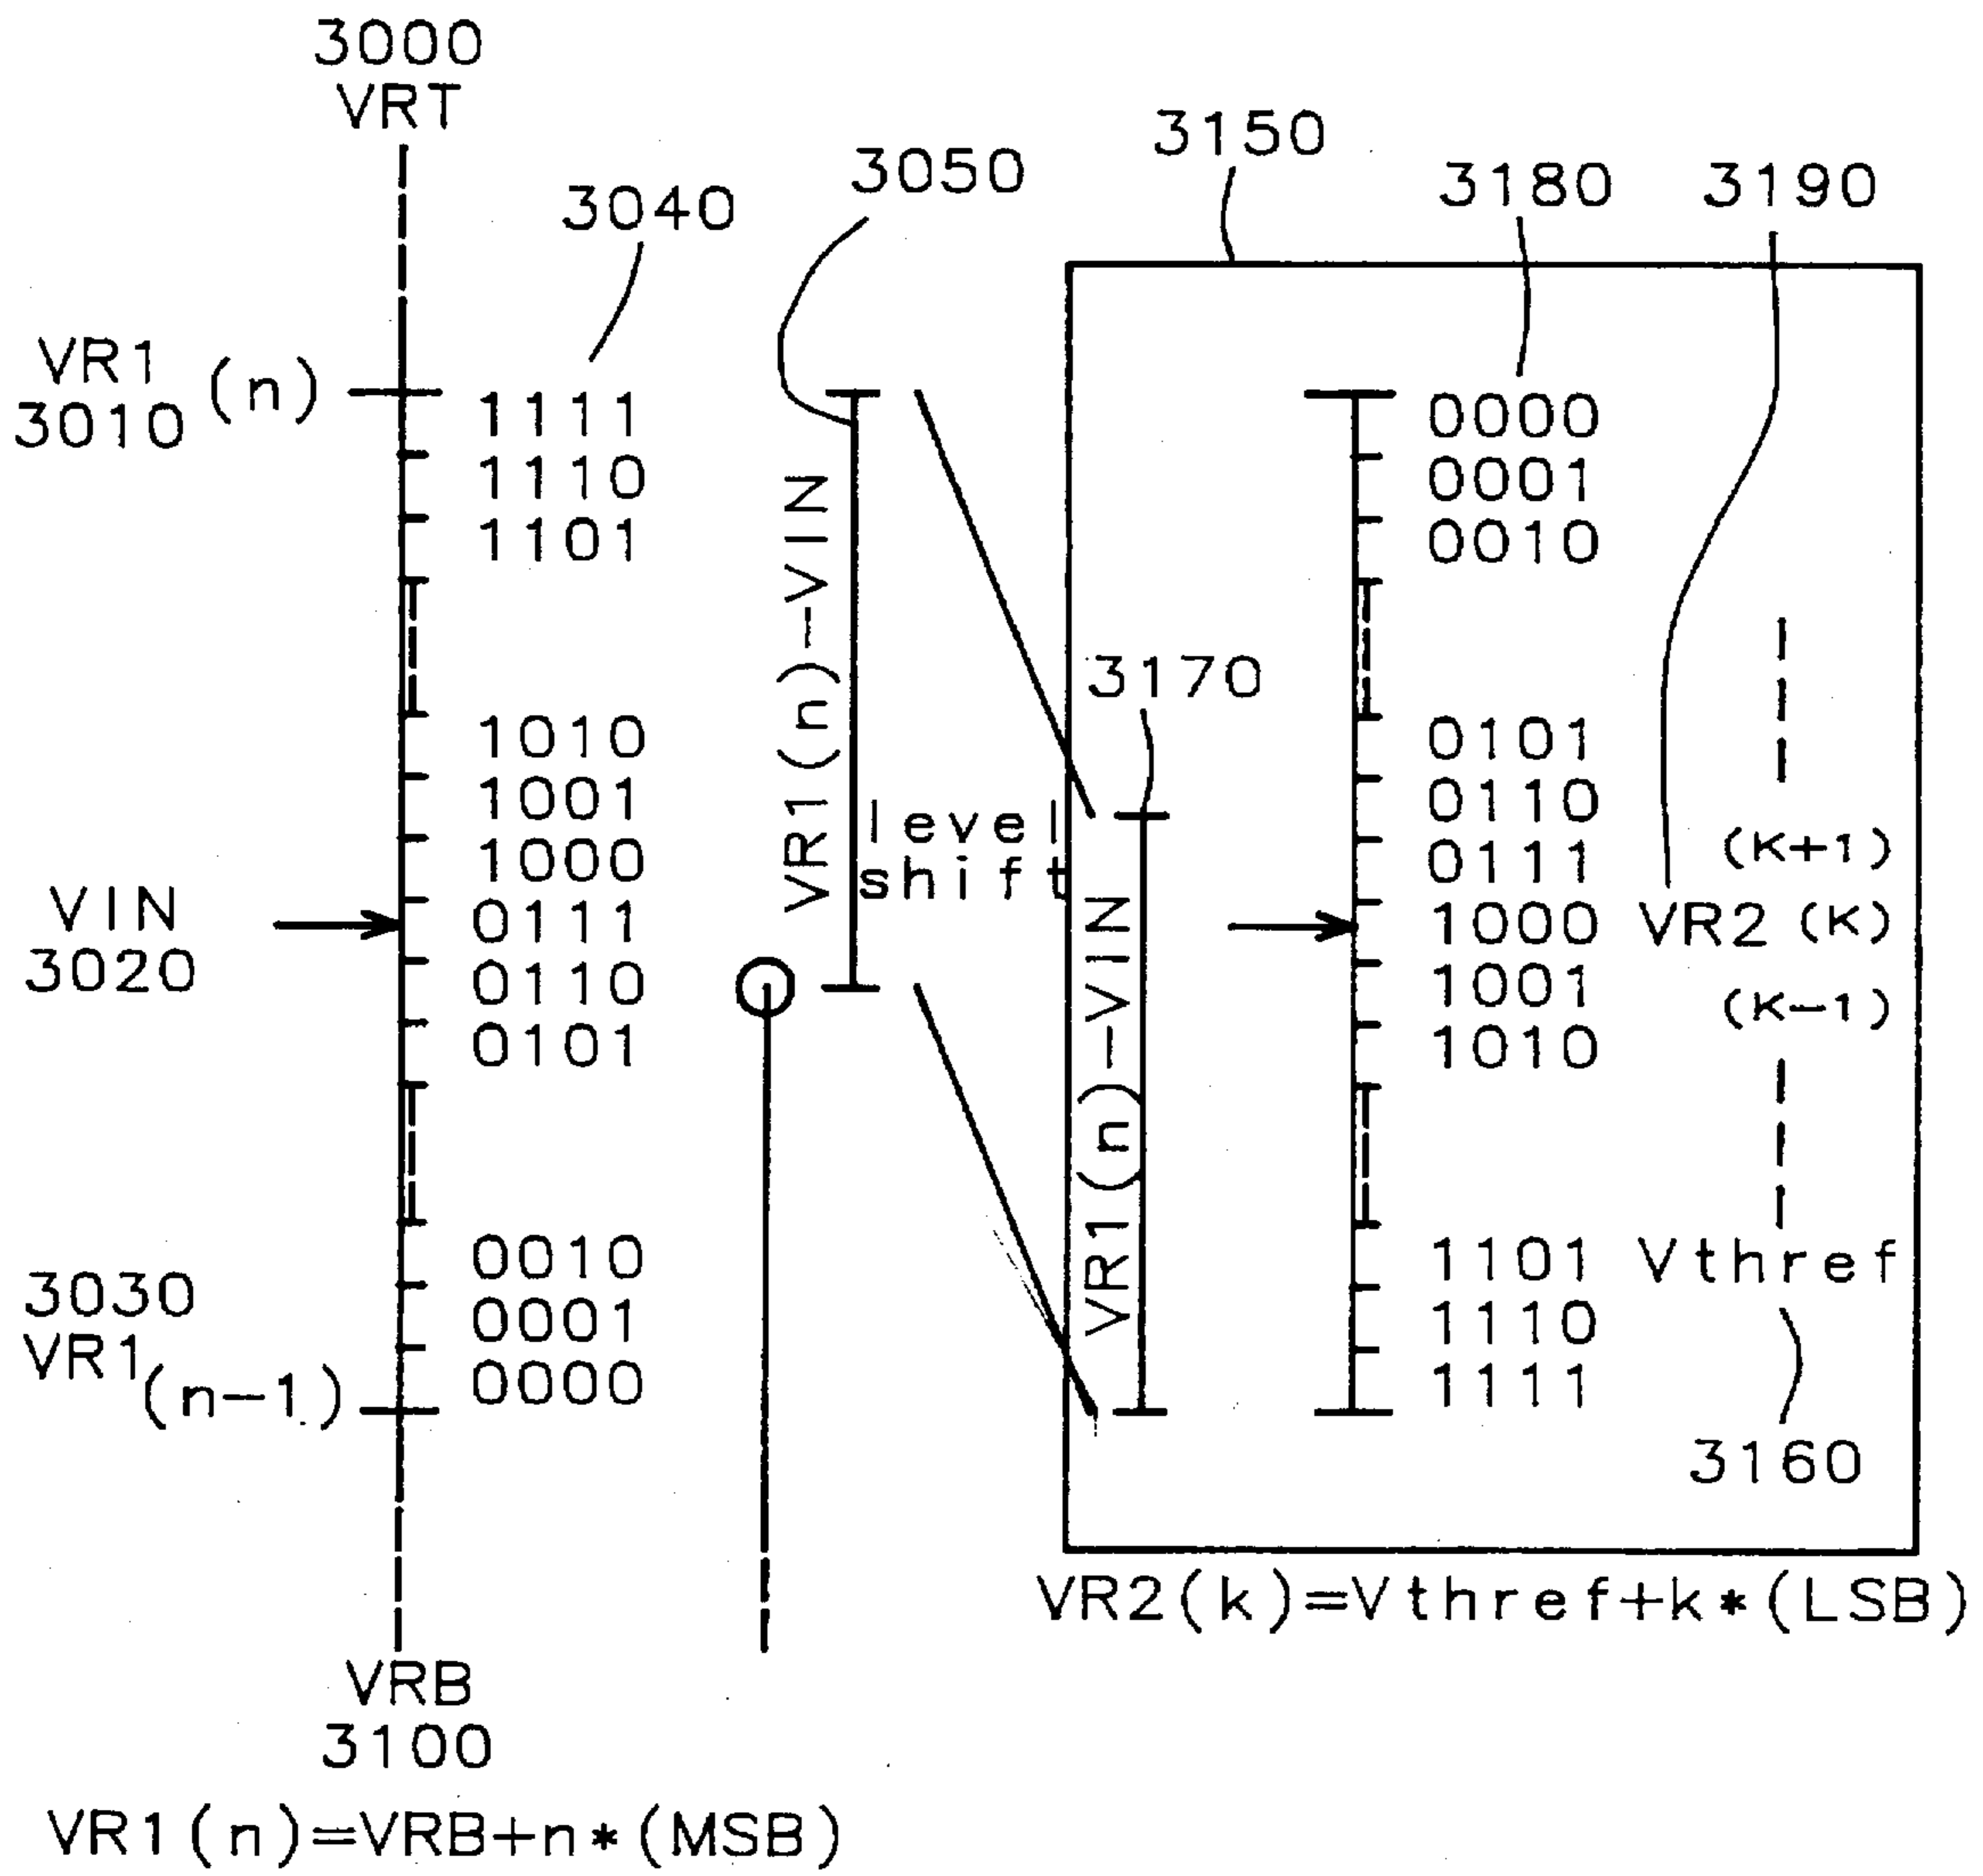 3000
VRT
3150
3050
3180
3190
3040
VR1
3010
(n)
1111
1110
1101
1010
1001
1000
0111
0110
0101
0010
0001
0000
VIN
3020
3030
VR1
(n-1)
VR1(n)-VIN
level
shift
3170
VR1(n)-VIN
0000
0001
0010
0101
0110
0111
1000
1001
1010
1101
1110
1111
(K+1)
VR2 (K)
(K-1)
Vthref
3160
VR2(k)=Vthref+k*(LSB)
VRB
3100
VR1(n)=VRB+n*(MSB)